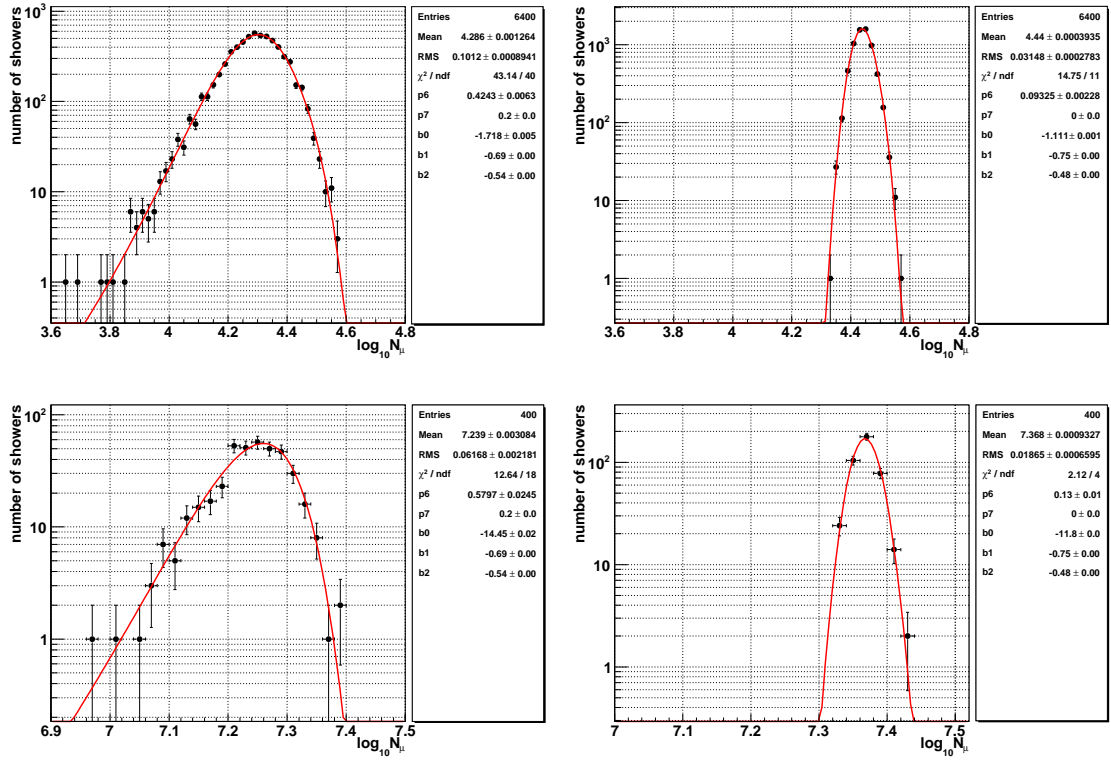 number of showers
10³
10²
10
1
3.6 3.8 4 4.2 4.4 4.6 4.8
log₁₀N_μ
Entries 6400
Mean 4.286 ± 0.001264
RMS 0.1012 ± 0.0008941
χ² / ndf 43.14 / 40
p6 0.4243 ± 0.0063
p7 0.2 ± 0.0
b0 -1.718 ± 0.005
b1 -0.69 ± 0.00
b2 -0.54 ± 0.00
number of showers
10³
10²
10
1
3.6 3.8 4 4.2 4.4 4.6 4.8
log₁₀N_μ
Entries 6400
Mean 4.44 ± 0.0003935
RMS 0.03148 ± 0.0002783
χ² / ndf 14.75 / 11
p6 0.09325 ± 0.00228
p7 0 ± 0.0
b0 -1.111 ± 0.001
b1 -0.75 ± 0.00
b2 -0.48 ± 0.00
number of showers
10²
10
1
6.9 7 7.1 7.2 7.3 7.4 7.5
log₁₀N_μ
Entries 400
Mean 7.239 ± 0.003084
RMS 0.06168 ± 0.002181
χ² / ndf 12.64 / 18
p6 0.5797 ± 0.0245
p7 0.2 ± 0.0
b0 -14.45 ± 0.02
b1 -0.69 ± 0.00
b2 -0.54 ± 0.00
number of showers
10²
10
1
7 7.1 7.2 7.3 7.4 7.5
log₁₀N_μ
Entries 400
Mean 7.368 ± 0.0009327
RMS 0.01865 ± 0.0006595
χ² / ndf 2.12 / 4
p6 0.13 ± 0.01
p7 0 ± 0.0
b0 -11.8 ± 0.0
b1 -0.75 ± 0.00
b2 -0.48 ± 0.00